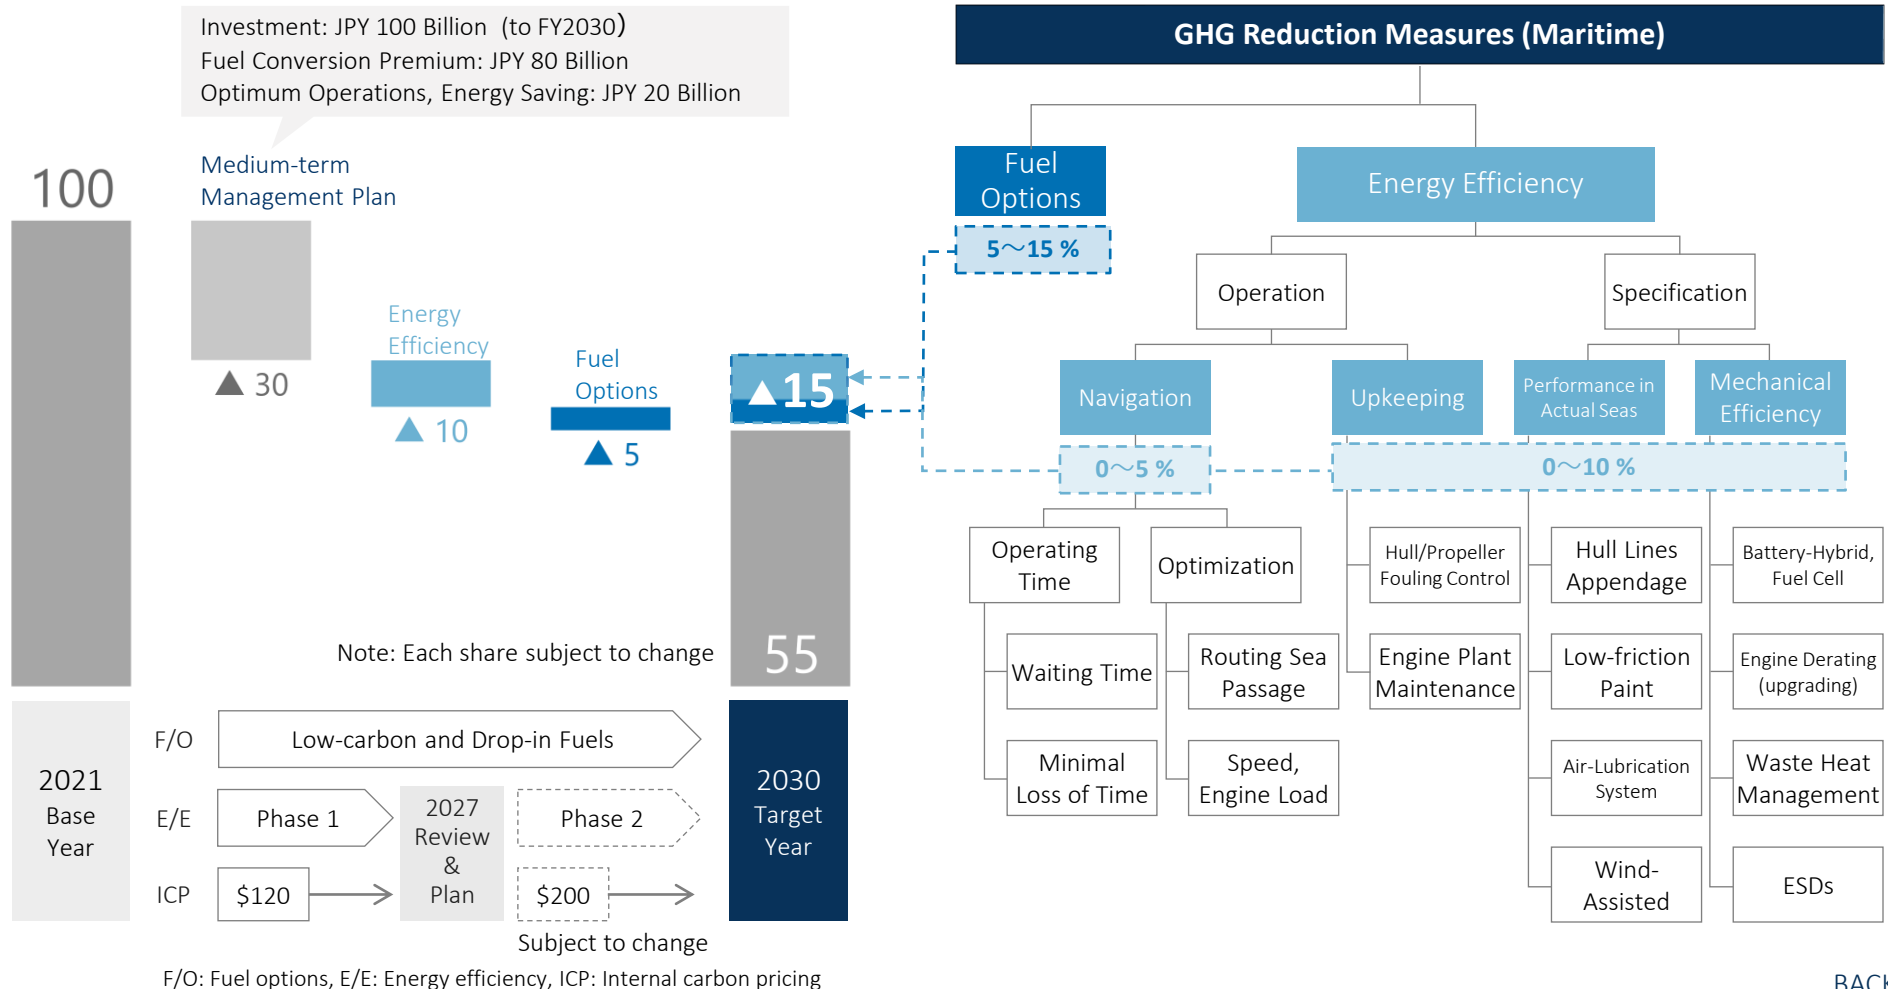 Investment: JPY 100 Billion (to FY2030)
Fuel Conversion Premium: JPY 80 Billion
Optimum Operations, Energy Saving: JPY 20 Billion
100
Medium-term
Management Plan
▲ 30
Energy
Efficiency
▲ 10
Fuel
Options
▲ 5
▲15
55
Note: Each share subject to change
2021
Base
Year
F/O
Low-carbon and Drop-in Fuels
E/E
Phase 1
2027
Review
&
Plan
Phase 2
ICP
$120
$200
Subject to change
2030
Target
Year
F/O: Fuel options, E/E: Energy efficiency, ICP: Internal carbon pricing
GHG Reduction Measures (Maritime)
Fuel
Options
5~15 %
Energy Efficiency
Operation
Specification
Navigation
Upkeeping
Performance in
Actual Seas
Mechanical
Efficiency
0~5 %
0~10 %
Operating
Time
Optimization
Hull/Propeller
Fouling Control
Hull Lines
Appendage
Battery-Hybrid,
Fuel Cell
Waiting Time
Routing Sea
Passage
Engine Plant
Maintenance
Low-friction
Paint
Engine Derating
(upgrading)
Minimal
Loss of Time
Speed,
Engine Load
Air-Lubrication
System
Waste Heat
Management
Wind-
Assisted
ESDs
BACK